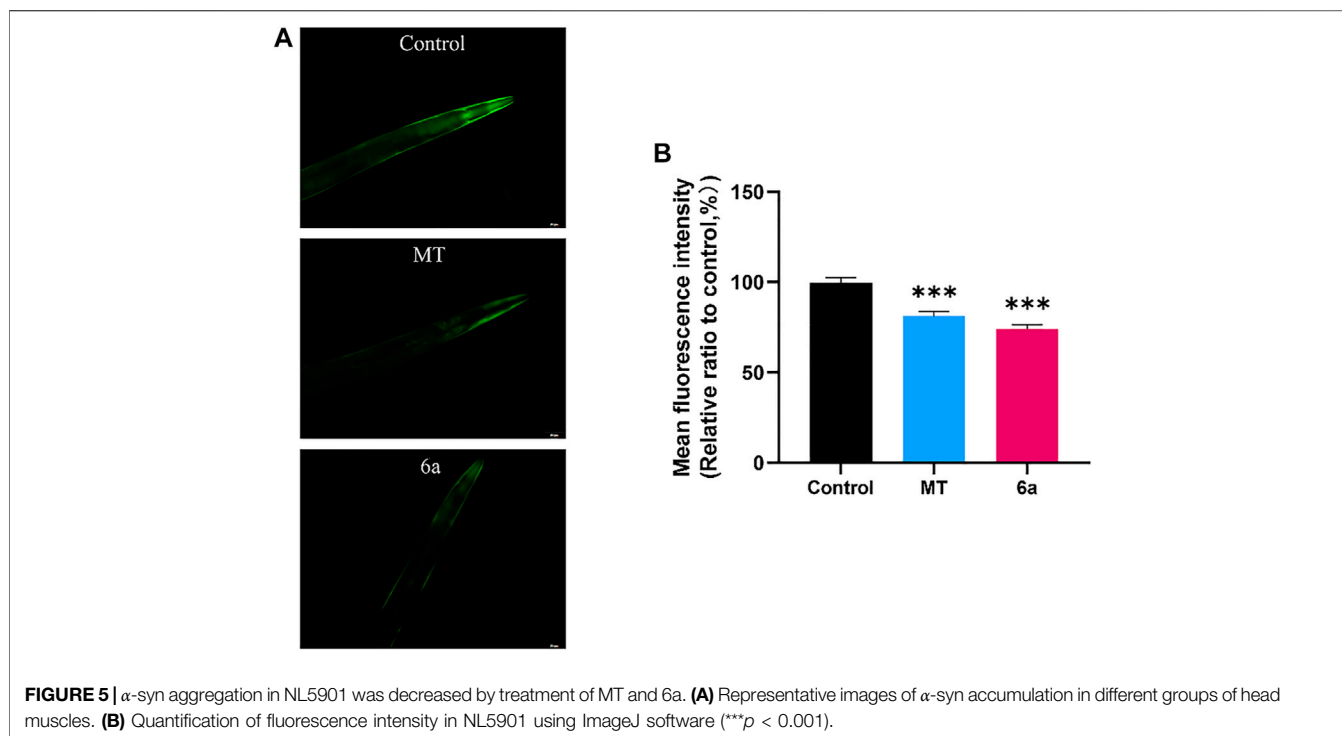 A
Control
MT
6a
B
Mean fluorescence intensity
(Relative ratio to control,%))
150
100
50
0
***
***
Control MT 6a
FIGURE 5 | α-syn aggregation in NL5901 was decreased by treatment of MT and 6a. (A) Representative images of α-syn accumulation in different groups of head
muscles. (B) Quantification of fluorescence intensity in NL5901 using ImageJ software (***p < 0.001).